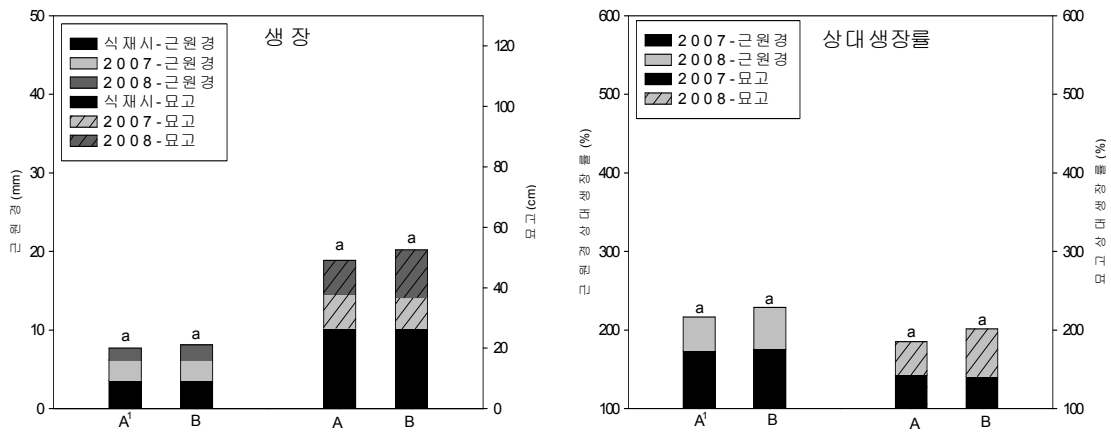 생 장
50
40
30
20
10
0
근 원 경 (mm)
식 재 시 - 근 원 경
2007 - 근 원 경
2008 - 근 원 경
식 재 시 - 묘 고
2007 - 묘 고
2008 - 묘 고
120
100
80
60
40
20
0
묘 고 (cm)
a
a
a
a
A¹
B
A
B
상 대 생 장 률
600
500
400
300
200
100
근 원 경 상 대 생 장 률 (%)
2007 - 근 원 경
2008 - 근 원 경
2007 - 묘 고
2008 - 묘 고
600
500
400
300
200
100
묘 고 상 대 생 장 률 (%)
a
a
a
a
A¹
B
A
B